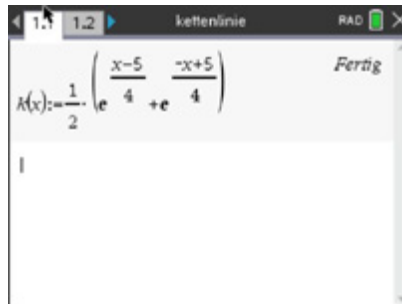 1.1 1.2 kettenlinie RAD
k(x):=1/2·(e^((x-5)/4)+e^((-x+5)/4)) Fertig